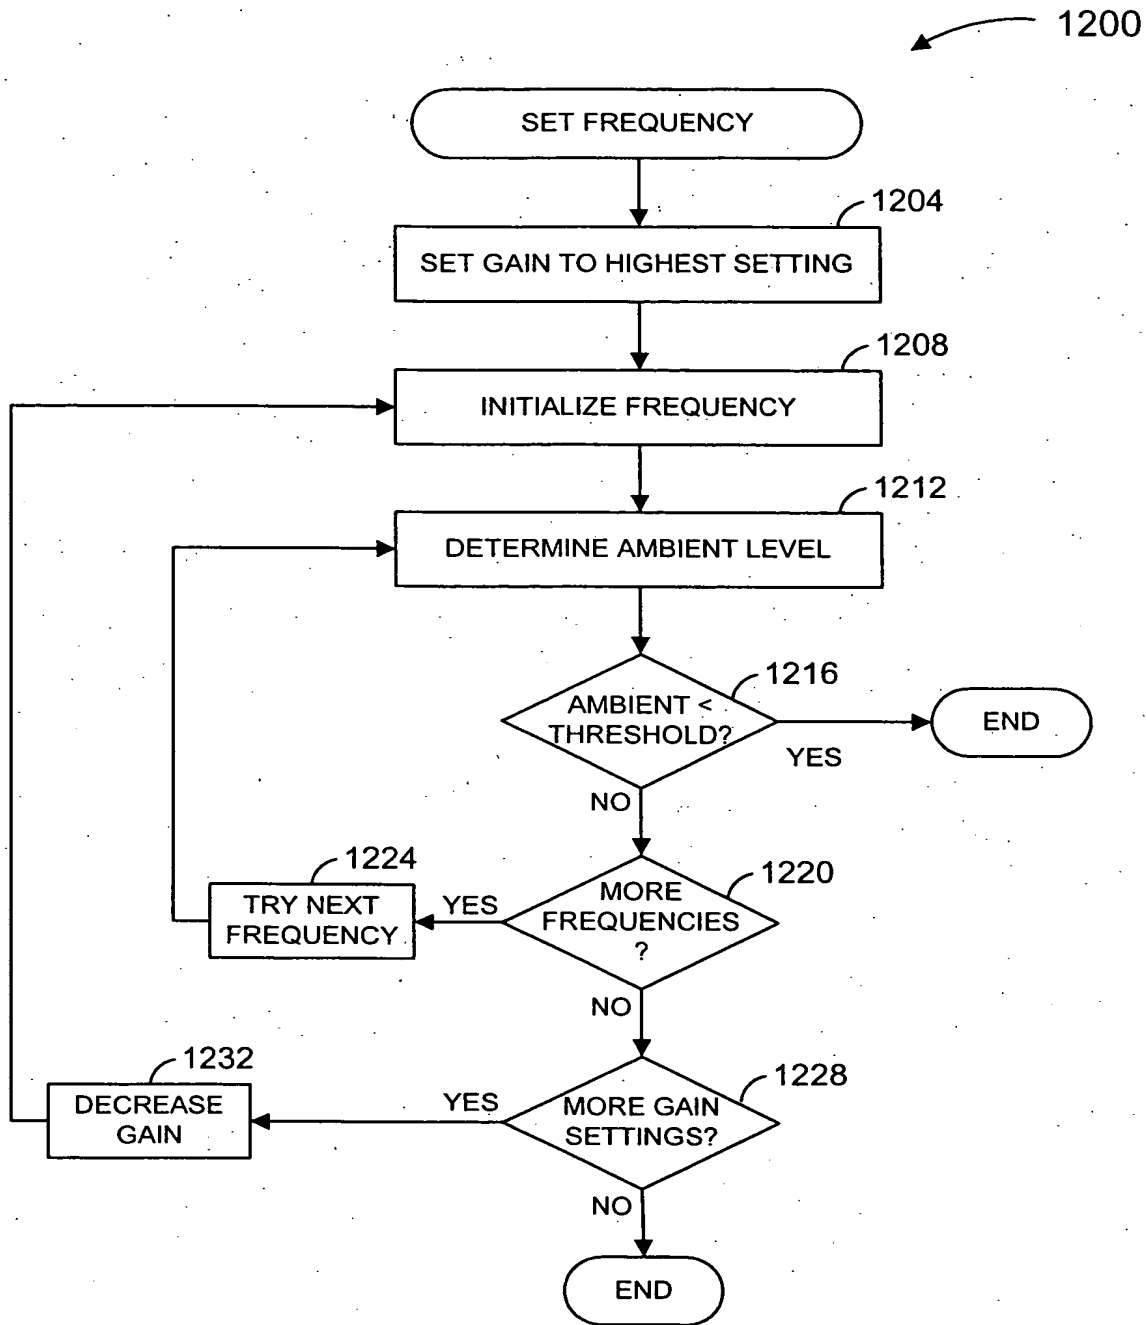 1200
SET FREQUENCY
1204
SET GAIN TO HIGHEST SETTING
1208
INITIALIZE FREQUENCY
1212
DETERMINE AMBIENT LEVEL
1216
AMBIENT <
THRESHOLD?
YES
END
NO
1224
TRY NEXT
FREQUENCY
YES
1220
MORE
FREQUENCIES
?
NO
1232
DECREASE
GAIN
YES
1228
MORE GAIN
SETTINGS?
NO
END